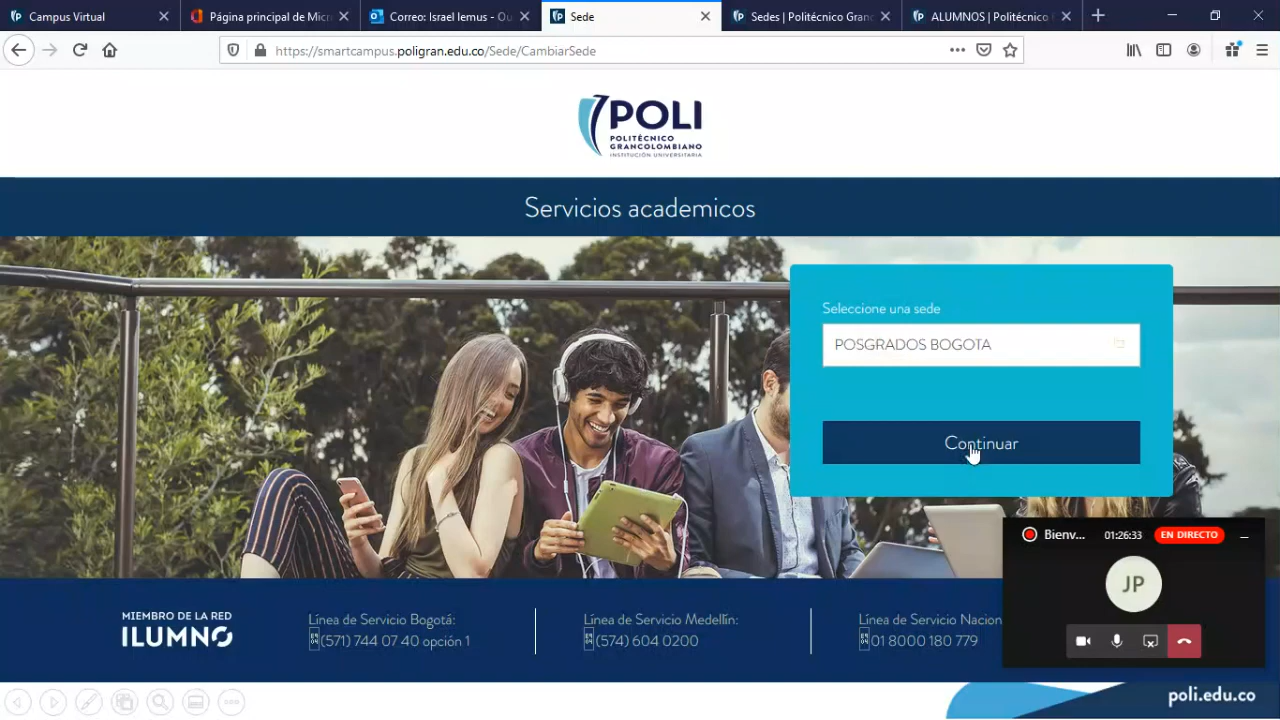 Campus Virtual
Página principal de Micr
Correo: Israel lemus - Ou
Sede
Sedes | Politécnico Gran
ALUMNOS | Politécnico
https://smartcampus.poligran.edu.co/Sede/CambiarSede
POLI
POLITÉCNICO
GRANCOLOMBIANO
INSTITUCIÓN UNIVERSITARIA
Servicios academicos
Seleccione una sede
POSGRADOS BOGOTA
Continuar
Bienv... 01:26:33 EN DIRECTO
JP
MIEMBRO DE LA RED
ILUMNO
Línea de Servicio Bogotá:
(571) 744 07 40 opción 1
Línea de Servicio Medellín:
(574) 604 0200
Línea de Servicio Nacion
01 8000 180 779
poli.edu.co